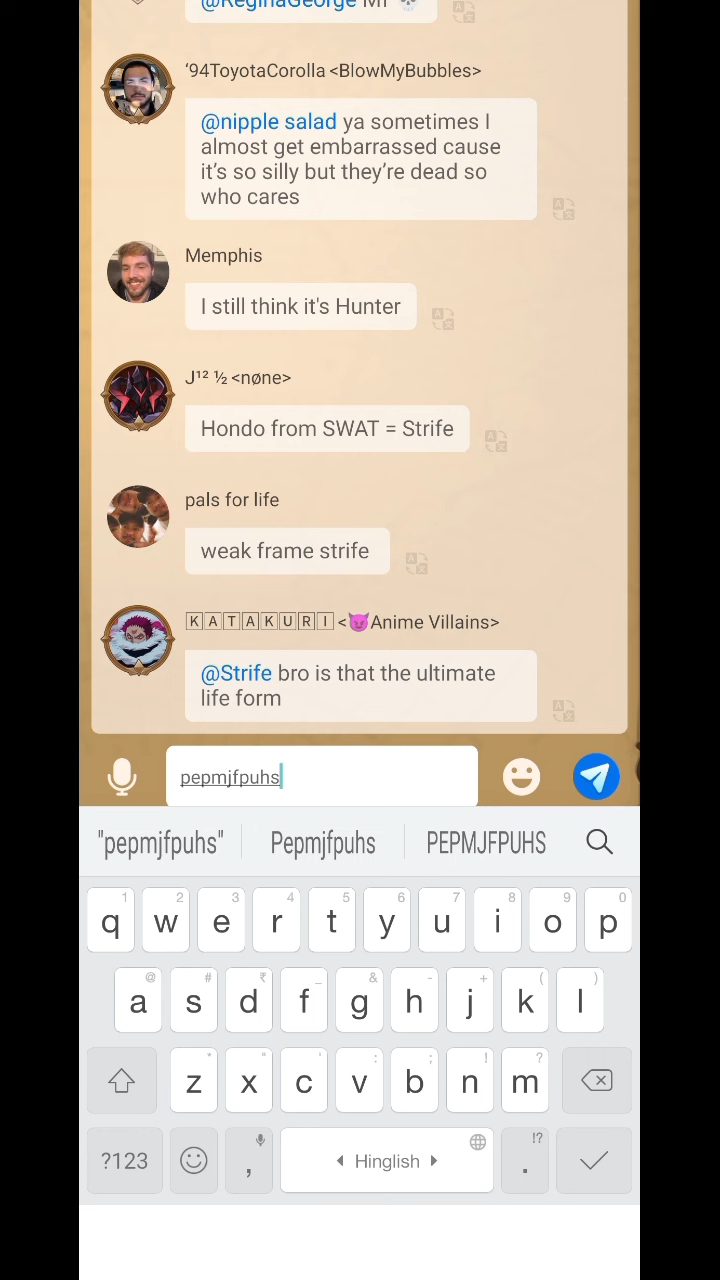 @ReginaGeorge
'94ToyotaCorolla <BlowMyBubbles>
@nipple salad ya sometimes I
almost get embarrassed cause
it's so silly but they're dead so
who cares
Memphis
I still think it's Hunter
J¹² ½ <nøne>
Hondo from SWAT = Strife
pals for life
weak frame strife
🄺🄰🅃🄰🄺🅄🅁🄸 <😈Anime Villains>
@Strife bro is that the ultimate
life form
pepmjfpuhs
"pepmjfpuhs" Pepmjfpuhs PEPMJFPUHS
1 2 3 4 5 6 7 8 9 0
q w e r t y u i o p
@ # ₹ _ & - + ( )
a s d f g h j k l
* " ' : ; ! ?
z x c v b n m
?123 , Hinglish . !?